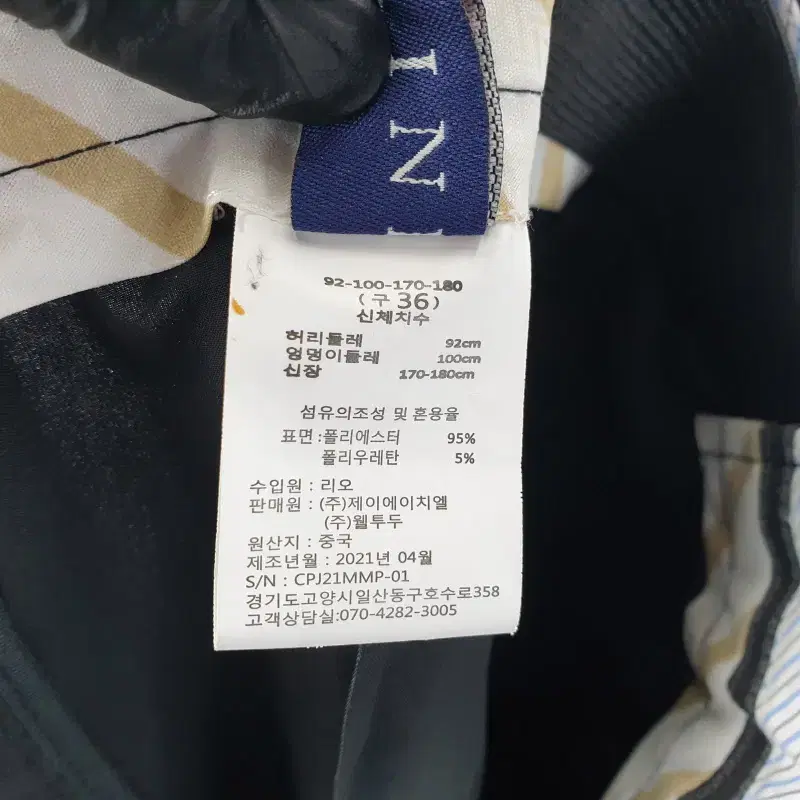 I N I
92-100-170-180
(구 36)
신체치수
허리둘레 92cm
엉덩이둘레 100cm
신장 170-180cm
섬유의조성 및 혼용율
표면 : 폴리에스터 95%
폴리우레탄 5%
수입원 : 리오
판매원 : (주)제이에이치엘
(주)웰투두
원산지 : 중국
제조년월 : 2021년 04월
S/N : CPJ21MMP-01
경기도고양시일산동구호수로358
고객상담실:070-4282-3005